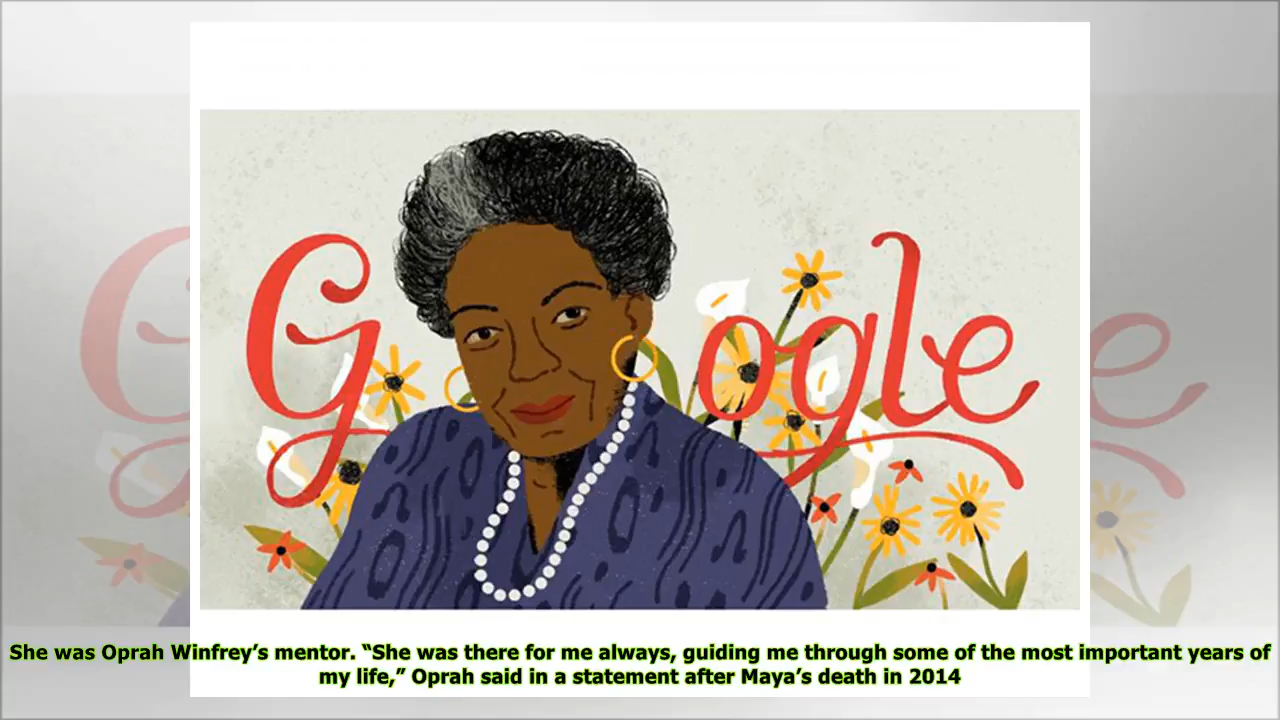 Google
She was Oprah Winfrey’s mentor. “She was there for me always, guiding me through some of the most important years of
my life,” Oprah said in a statement after Maya’s death in 2014